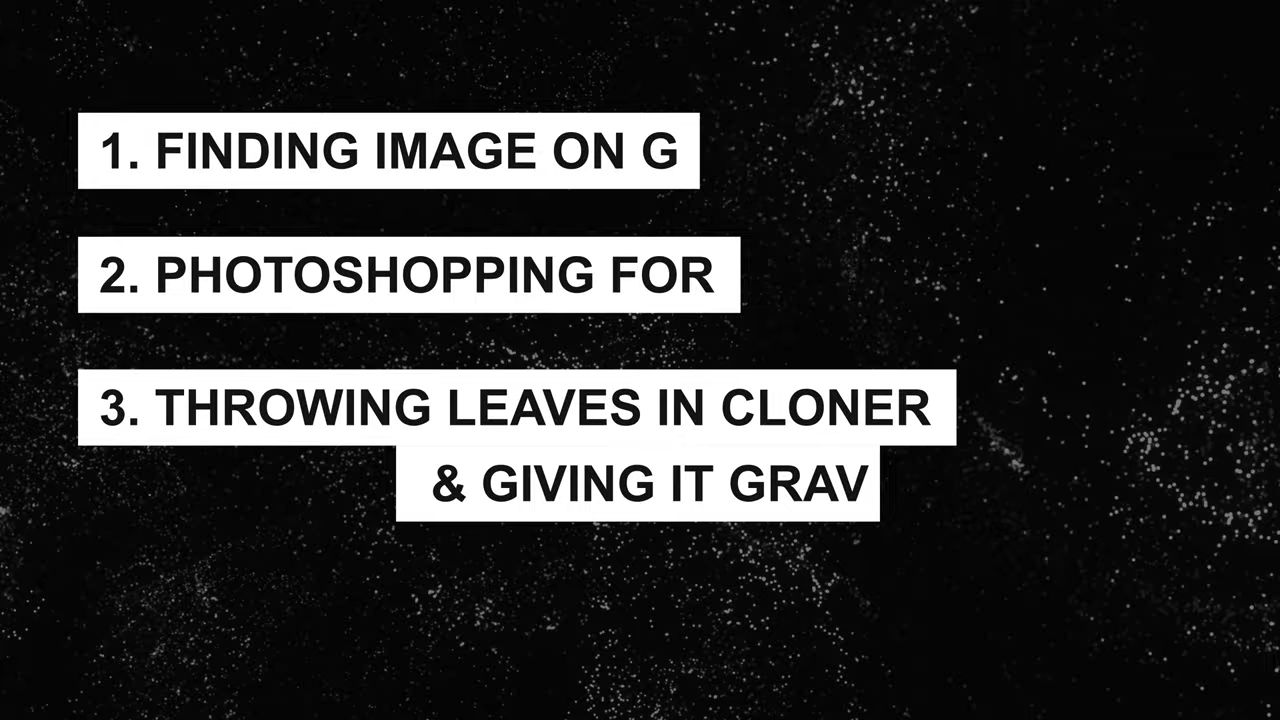 1. FINDING IMAGE ON G
2. PHOTOSHOPPING FOR
3. THROWING LEAVES IN CLONER
& GIVING IT GRAV